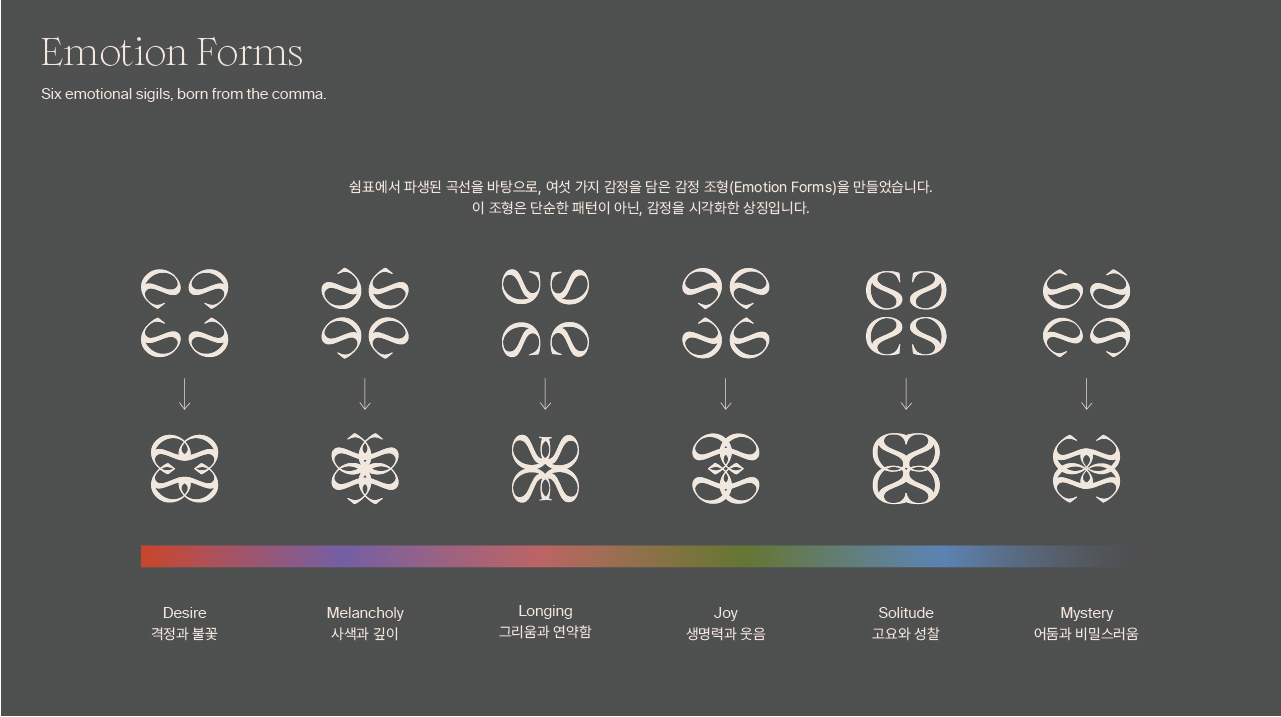 Emotion Forms
Six emotional sigils, born from the comma.
쉼표에서 파생된 곡선을 바탕으로, 여섯 가지 감정을 담은 감정 조형(Emotion Forms)을 만들었습니다.
이 조형은 단순한 패턴이 아닌, 감정을 시각화한 상징입니다.
Desire
격정과 불꽃
Melancholy
사색과 깊이
Longing
그리움과 연약함
Joy
생명력과 웃음
Solitude
고요와 성찰
Mystery
어둠과 비밀스러움